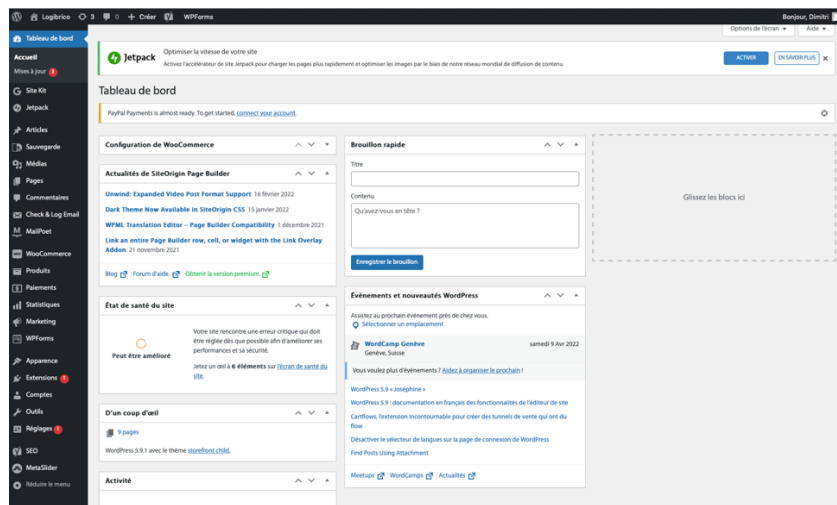 Logibrico 3 0 + Créer WPForms Bonjour, Dimitri
Options de l'écran Aide
Tableau de bord
Accueil
Mises à jour 3
Site Kit
Jetpack
Articles
Sauvegarde
Médias
Pages
Commentaires
Check & Log Email
MailPoet
WooCommerce
Produits
Paiements
Statistiques
Marketing
WPForms
Apparence
Extensions 1
Comptes
Outils
Réglages 1
SEO
MetaSlider
Réduire le menu
Jetpack
Optimiser la vitesse de votre site
Activez l'accélérateur de site Jetpack pour charger les pages plus rapidement et optimiser les images par le biais de notre réseau mondial de diffusion de contenu
ACTIVER EN SAVOIR PLUS
Tableau de bord
PayPal Payments is almost ready. To get started, connect your account.
Configuration de WooCommerce
Actualités de SiteOrigin Page Builder
Unwind: Expanded Video Post Format Support 16 février 2022
Dark Theme Now Available in SiteOrigin CSS 15 janvier 2022
WPML Translation Editor – Page Builder Compatibility 1 décembre 2021
Link an entire Page Builder row, cell, or widget with the Link Overlay
Addon 21 novembre 2021
Blog Forum d'aide. Obtenir la version premium
État de santé du site
Peut être amélioré
Votre site rencontre une erreur critique qui doit
être réglée dès que possible afin d'améliorer ses
performances et sa sécurité.
Jetez un œil à 6 éléments sur l'écran de santé du
site.
D'un coup d'œil
9 pages
WordPress 5.9.1 avec le thème storefront child.
Activité
Brouillon rapide
Titre
Contenu
Qu'avez-vous en tête ?
Enregistrer le brouillon
Évènements et nouveautés WordPress
Assistez au prochain évènement près de chez vous.
Sélectionner un emplacement
WordCamp Genève samedi 9 Avr 2022
Genève, Suisse
Vous voulez plus d'évènements ? Aidez à organiser le prochain !
WordPress 5.9 « Joséphine »
WordPress 5.9 : documentation en français des fonctionnalités de l'éditeur de site
Cartflows, l'extension incontournable pour créer des tunnels de vente qui ont du
flow
Désactiver le sélecteur de langues sur la page de connexion de WordPress
Find Posts Using Attachment
Meetups WordCamps Actualités
Glissez les blocs ici